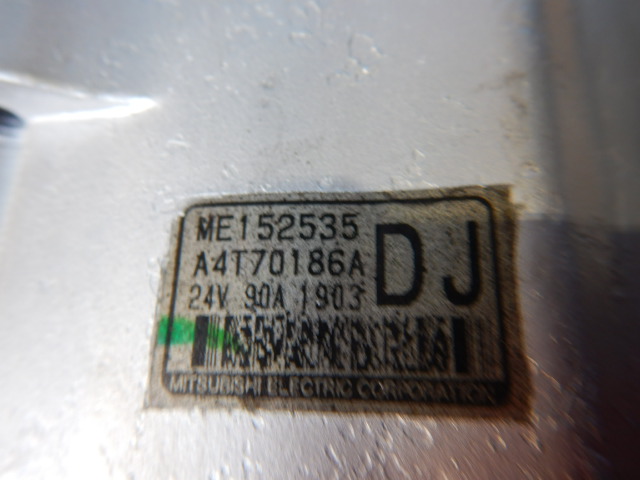 ME152535
A4T70186A
DJ
24V 90A 1903
MITSUBISHI ELECTRIC CORPORATION